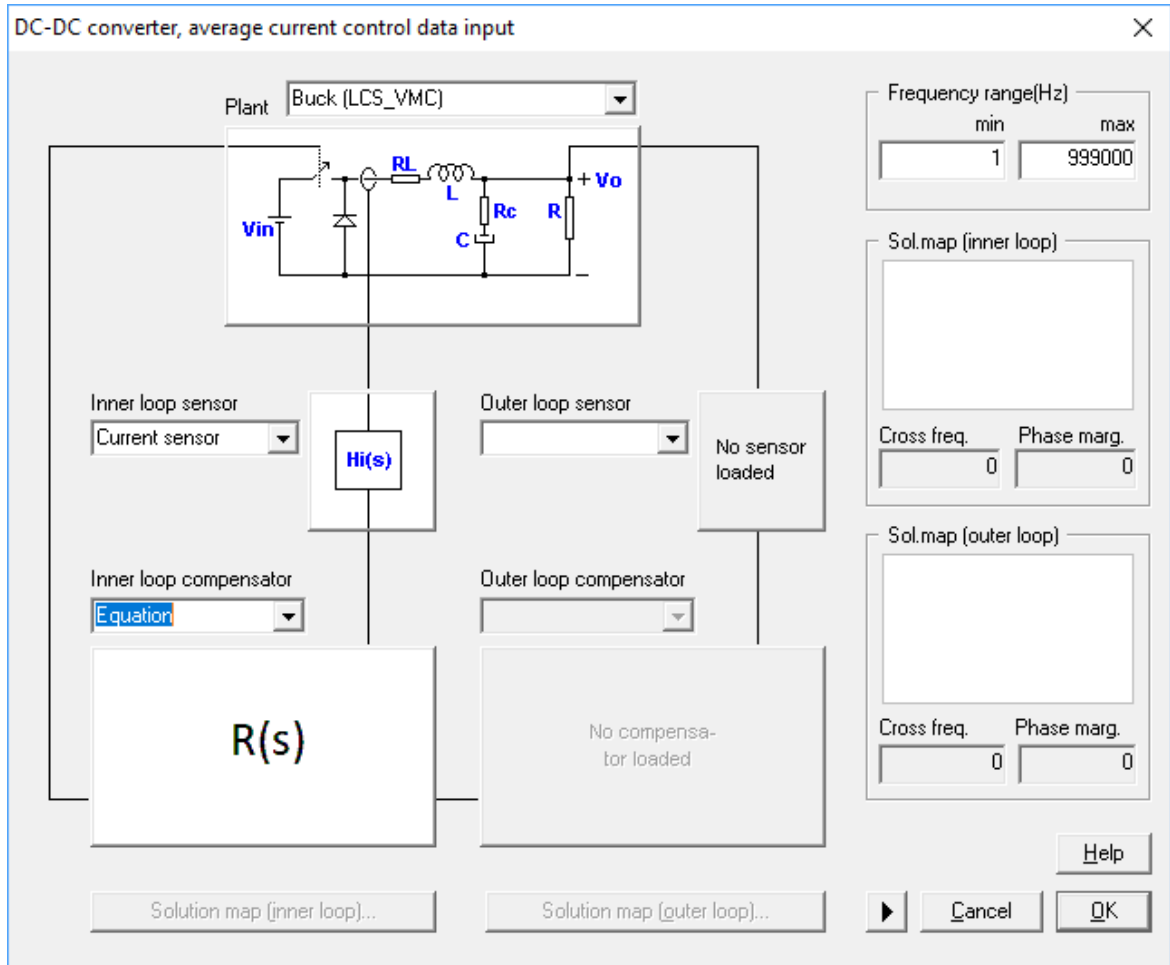 DC-DC converter, average current control data input
Plant
Buck (LCS_VMC)
RL
L
+ Vo
Vin
Rc
R
C
–
Inner loop sensor
Current sensor
Hi(s)
Outer loop sensor
No sensor
loaded
Inner loop compensator
Equation
R(s)
Outer loop compensator
No compensa-
tor loaded
Solution map (inner loop)...
Solution map (outer loop)...
Frequency range(Hz)
min max
1 999000
Sol.map (inner loop)
Cross freq. Phase marg.
0 0
Sol.map (outer loop)
Cross freq. Phase marg.
0 0
Help
Cancel
OK